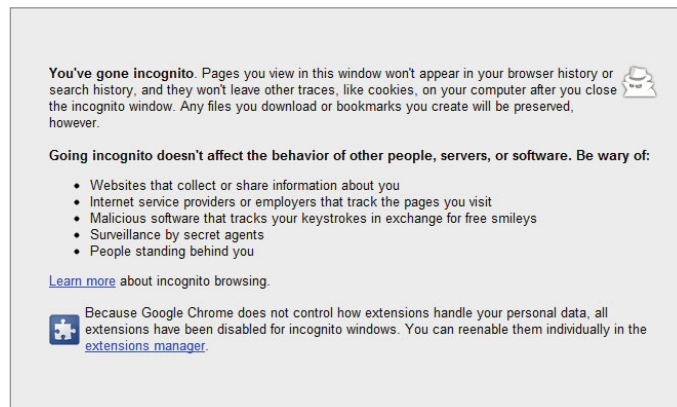 You've gone incognito. Pages you view in this window won't appear in your browser history or
search history, and they won't leave other traces, like cookies, on your computer after you close
the incognito window. Any files you download or bookmarks you create will be preserved,
however.
Going incognito doesn't affect the behavior of other people, servers, or software. Be wary of:
• Websites that collect or share information about you
• Internet service providers or employers that track the pages you visit
• Malicious software that tracks your keystrokes in exchange for free smileys
• Surveillance by secret agents
• People standing behind you
Learn more about incognito browsing.
Because Google Chrome does not control how extensions handle your personal data, all
extensions have been disabled for incognito windows. You can reenable them individually in the
extensions manager.